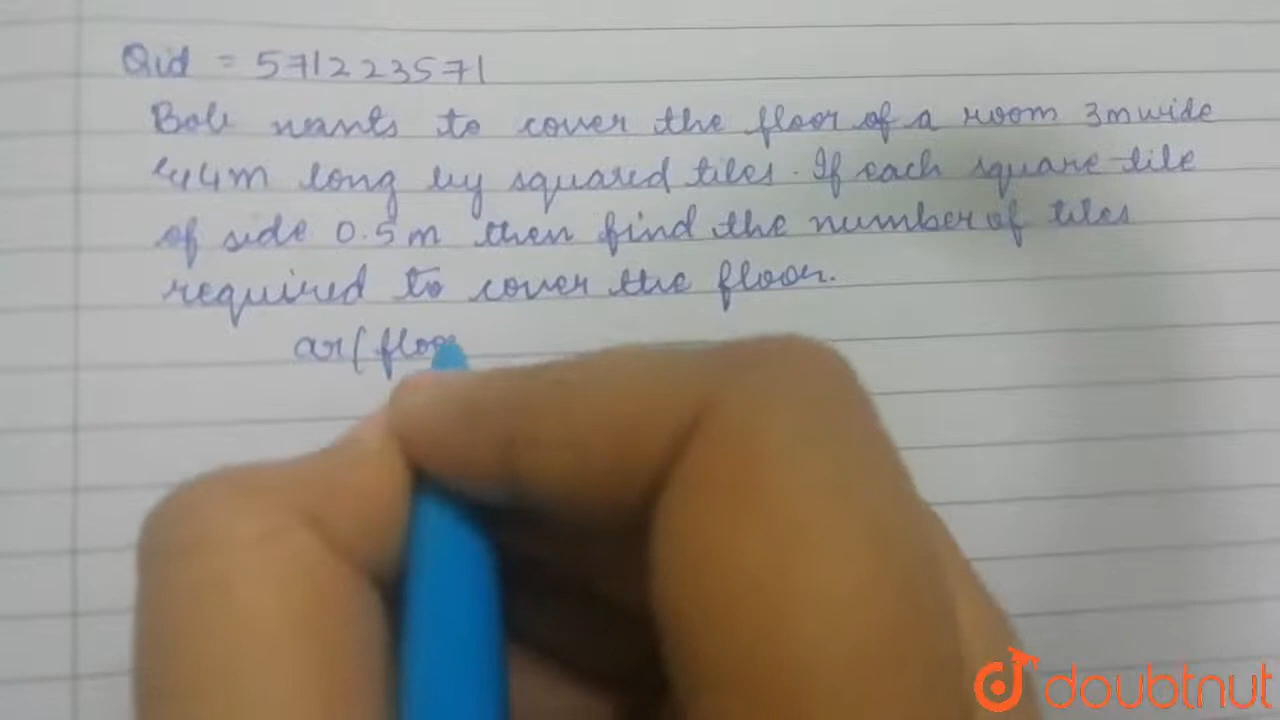 Qid = 571223571
Bob wants to cover the floor of a room 3m wide
& 4m long by squared tiles. If each square tile
of side 0.5m then find the number of tiles
required to cover the floor.
ar(floor
doubtnut